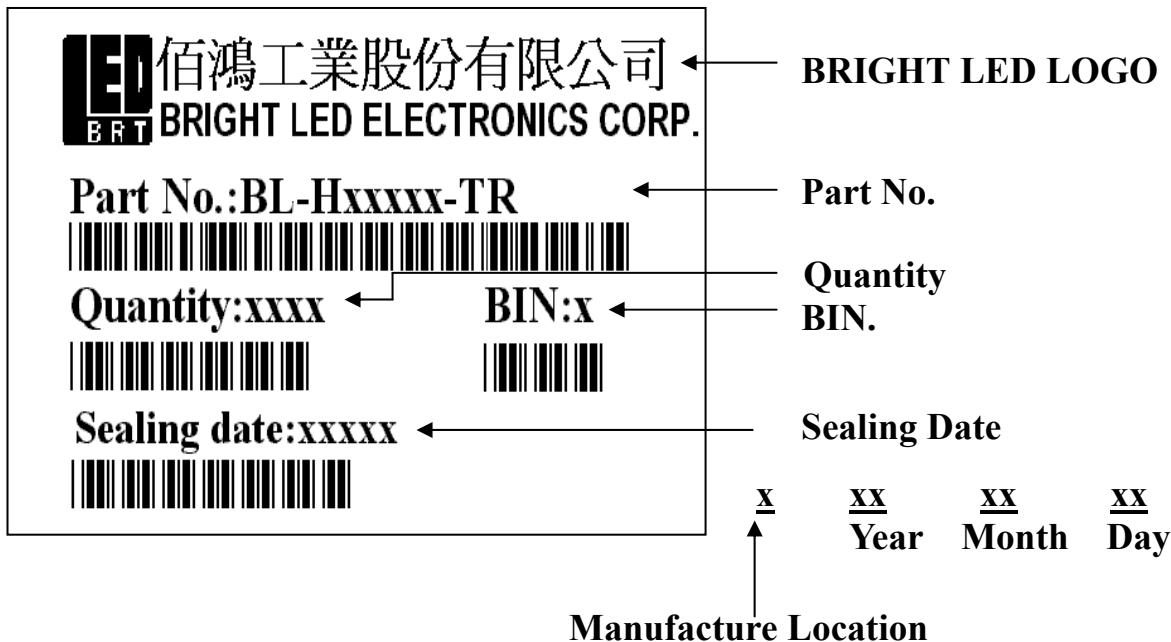 LED
BRT
佰鴻工業股份有限公司
BRIGHT LED ELECTRONICS CORP.
BRIGHT LED LOGO
Part No.:BL-Hxxxxx-TR
Part No.
Quantity:xxxx
BIN:x
Quantity
BIN.
Sealing date:xxxxx
Sealing Date
x xx xx xx
Year Month Day
Manufacture Location